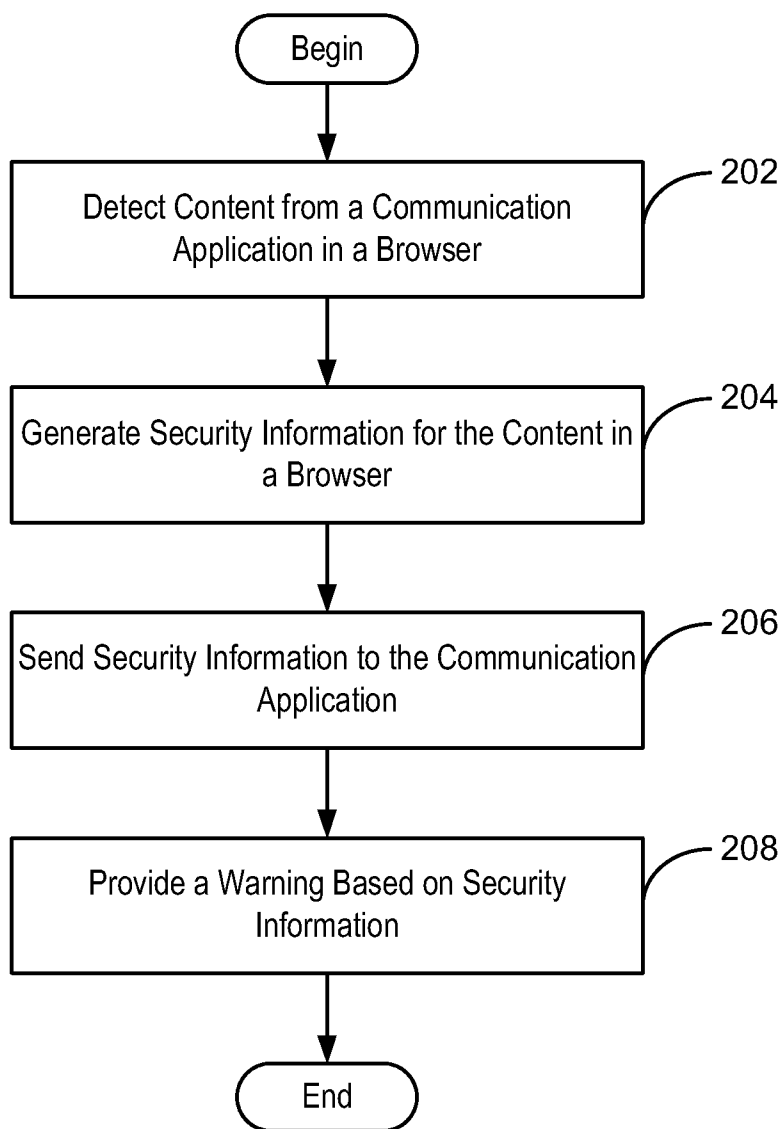 Begin
202
Detect Content from a Communication
Application in a Browser
204
Generate Security Information for the Content in
a Browser
206
Send Security Information to the Communication
Application
208
Provide a Warning Based on Security
Information
End